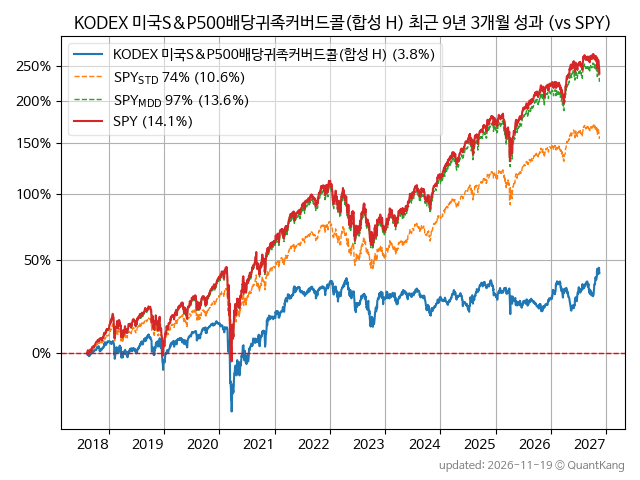 KODEX 미국S&P500배당귀족커버드콜(합성 H) 최근 9년 3개월 성과 (vs SPY)
KODEX 미국S&P500배당귀족커버드콜(합성 H) (3.8%)
SPY_STD 74% (10.6%)
SPY_MDD 97% (13.6%)
SPY (14.1%)
250%
200%
150%
100%
50%
0%
2018 2019 2020 2021 2022 2023 2024 2025 2026 2027
updated: 2026-11-19 © QuantKang